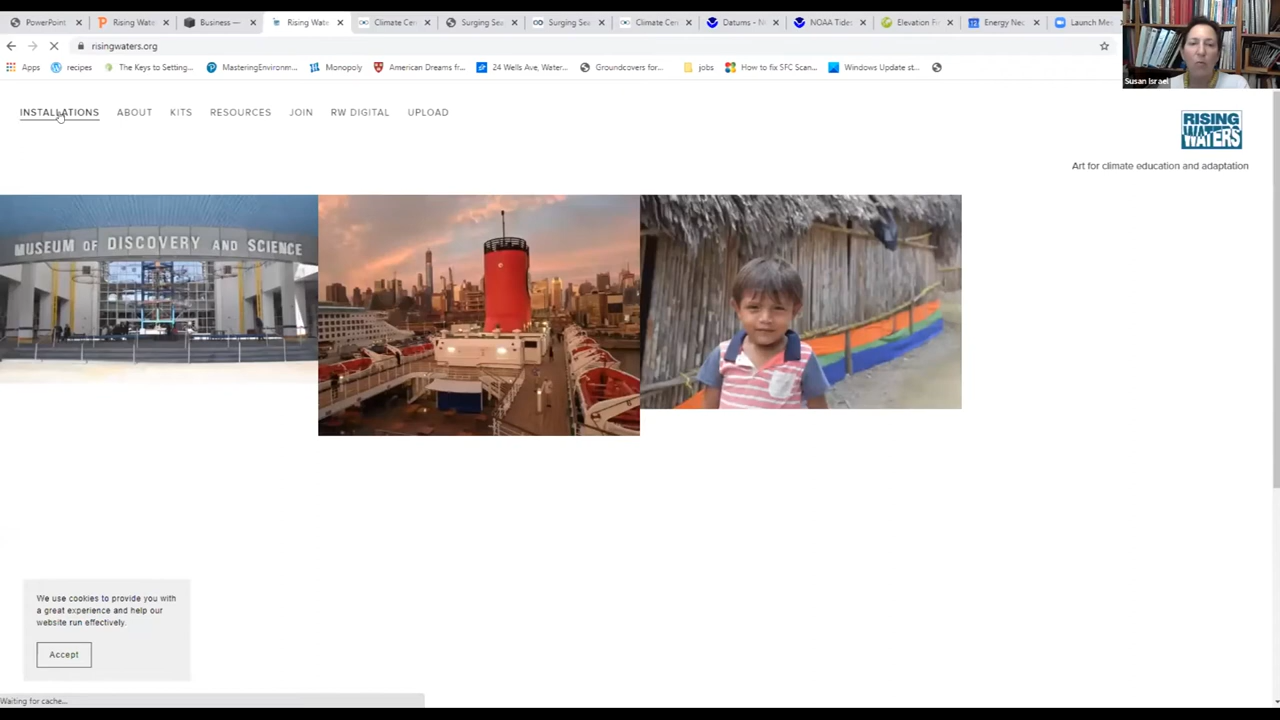 PowerPoint
Rising Wate
Business —
Rising Wate
Climate Cen
Surging Sea
Surging Sea
Climate Cen
Datums - N
NOAA Tides
Elevation Fi
Energy Nec
Launch Me
risingwaters.org
Apps
recipes
The Keys to Setting...
MasteringEnvironm...
Monopoly
American Dreams fr...
24 Wells Ave, Water...
Groundcovers for...
jobs
How to fix SFC Scan...
Windows Update st...
Susan Israel
INSTALLATIONS
ABOUT
KITS
RESOURCES
JOIN
RW DIGITAL
UPLOAD
RISING
WATERS
Art for climate education and adaptation
MUSEUM OF DISCOVERY AND SCIENCE
We use cookies to provide you with
a great experience and help our
website run effectively.
Accept
Waiting for cache...